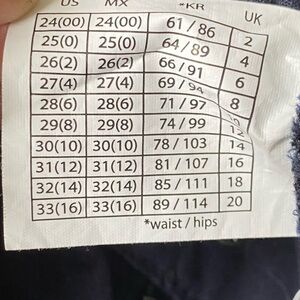 US MX *KR UK
24(00) 24(00) 61 / 86 2
25(0) 25(0) 64 / 89 4
26(2) 26(2) 66 / 91 6
27(4) 27(4) 69 / 94 8
28(6) 28(6) 71 / 97
29(8) 29(8) 74 / 99 12
30(10) 30(10) 78 / 103 14
31(12) 31(12) 81 / 107 16
32(14) 32(14) 85 / 111 18
33(16) 33(16) 89 / 114 20
*waist / hips